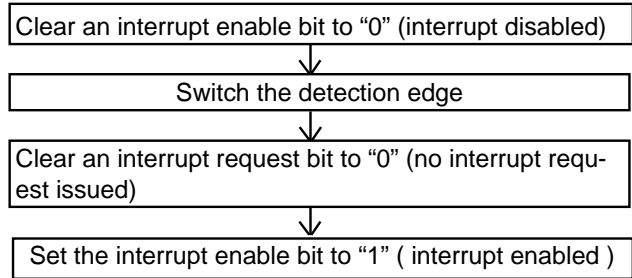 Clear an interrupt enable bit to “0” (interrupt disabled)
Switch the detection edge
Clear an interrupt request bit to “0” (no interrupt requ-
est issued)
Set the interrupt enable bit to “1” ( interrupt enabled )